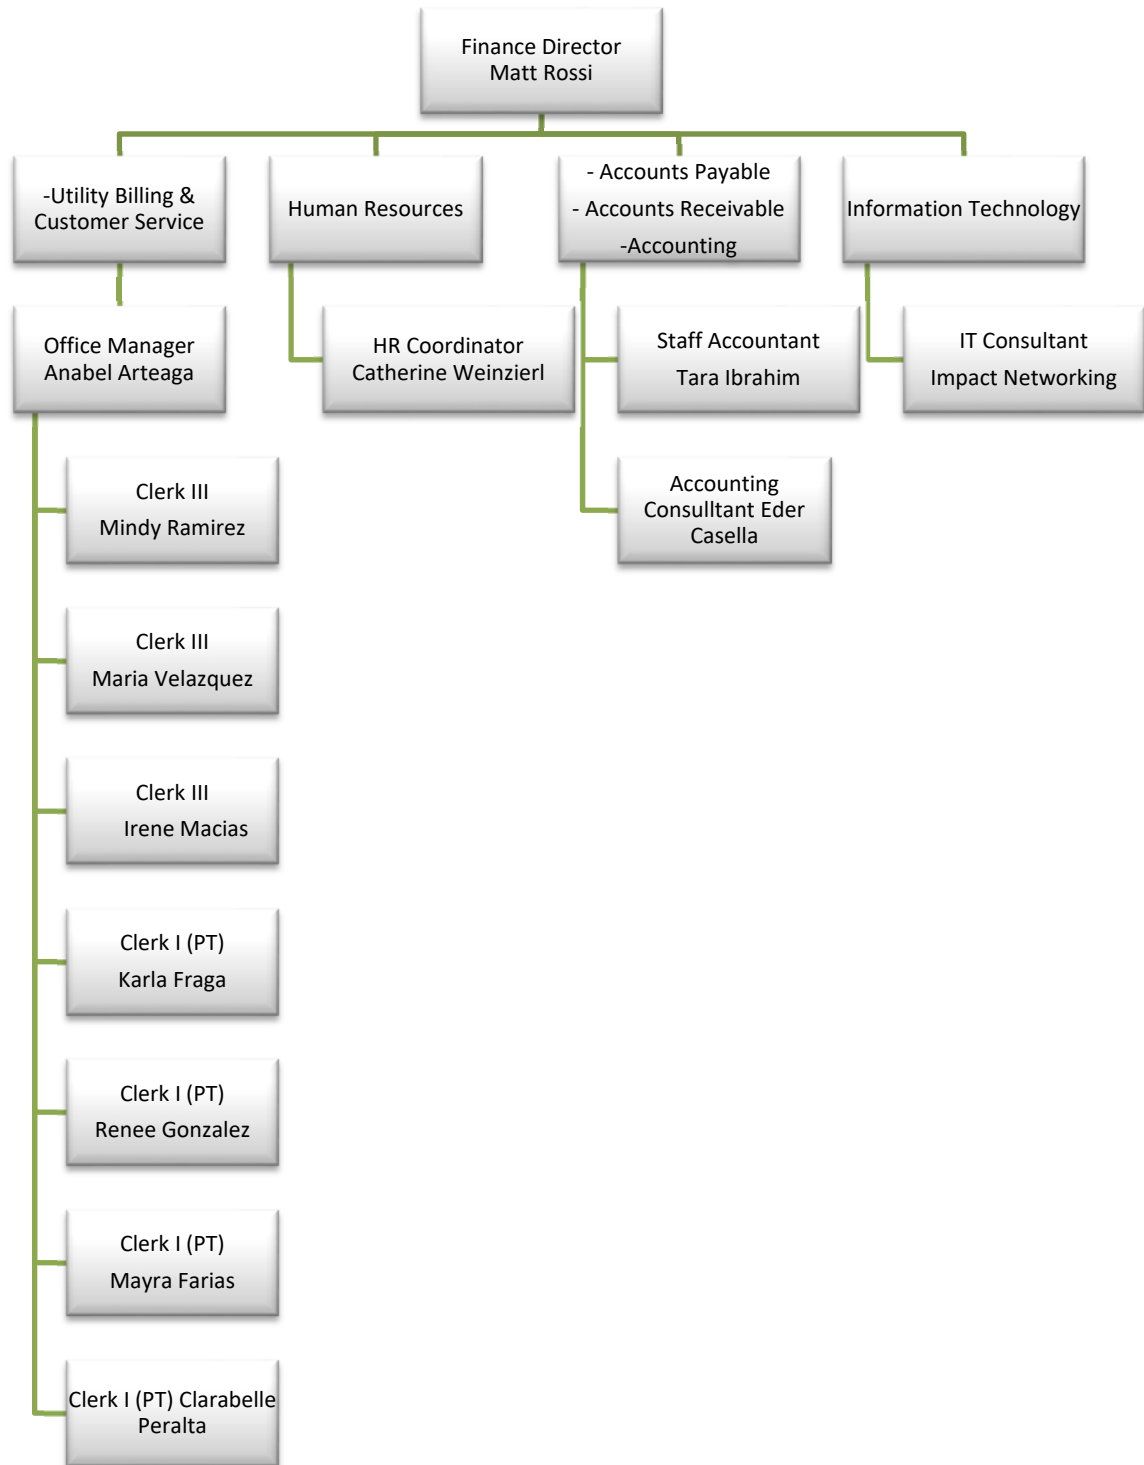 Finance Director
Matt Rossi
-Utility Billing &
Customer Service
Human Resources
- Accounts Payable
- Accounts Receivable
-Accounting
Information Technology
Office Manager
Anabel Arteaga
HR Coordinator
Catherine Weinzierl
Staff Accountant
Tara Ibrahim
IT Consultant
Impact Networking
Clerk III
Mindy Ramirez
Accounting
Consulltant Eder
Casella
Clerk III
Maria Velazquez
Clerk III
Irene Macias
Clerk I (PT)
Karla Fraga
Clerk I (PT)
Renee Gonzalez
Clerk I (PT)
Mayra Farias
Clerk I (PT) Clarabelle
Peralta